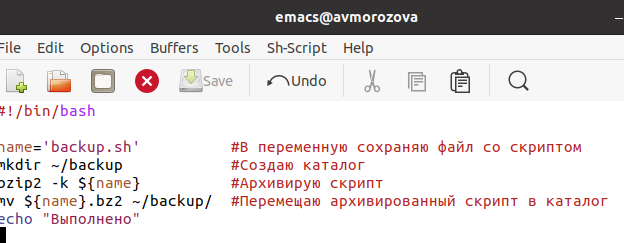 emacs@avmorozova
File Edit Options Buffers Tools Sh-Script Help
Save Undo
#!/bin/bash
name='backup.sh' #В переменную сохраняю файл со скриптом
mkdir ~/backup #Создаю каталог
bzip2 -k ${name} #Архивирую скрипт
mv ${name}.bz2 ~/backup/ #Перемещаю архивированный скрипт в каталог
echo "Выполнено"